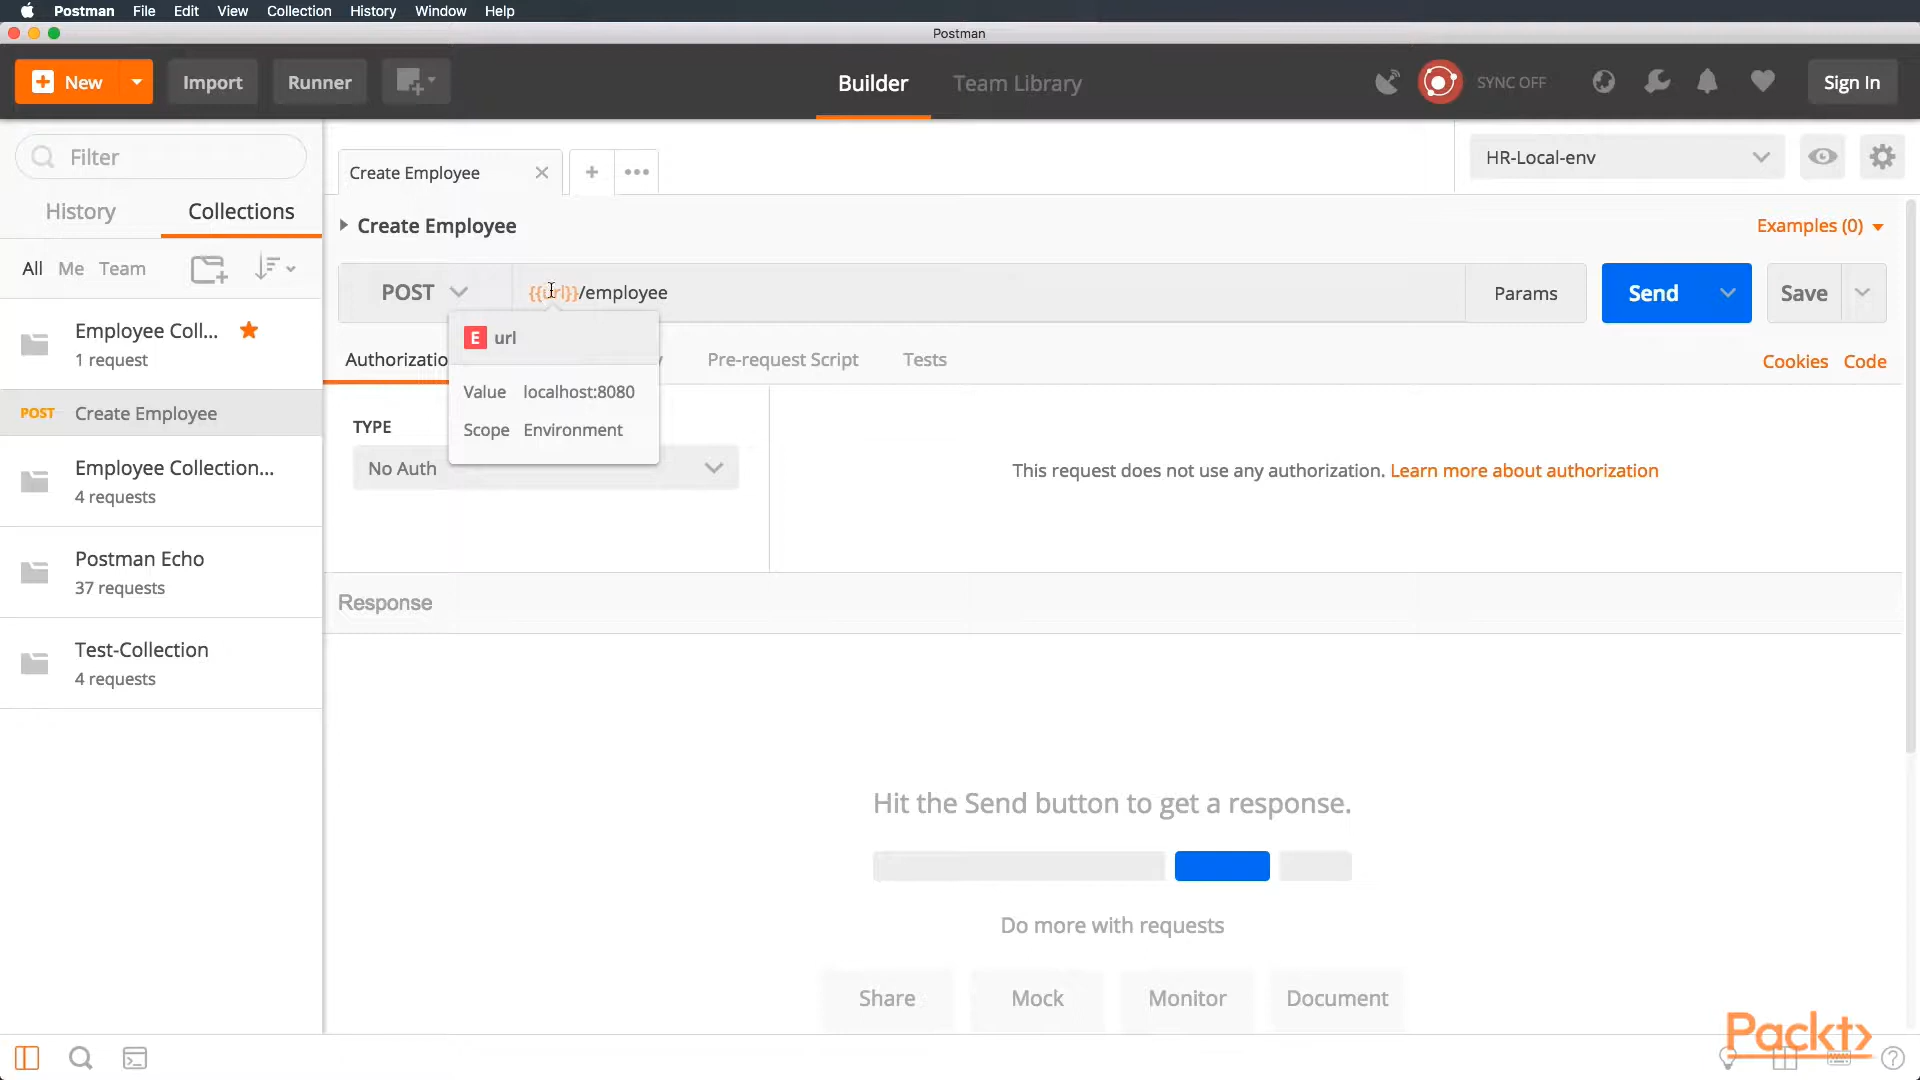 Postman File Edit View Collection History Window Help
Postman
New Import Runner Builder Team Library SYNC OFF Sign In
Filter
History Collections
All Me Team
Employee Coll...
1 request
POST Create Employee
Employee Collection...
4 requests
Postman Echo
37 requests
Test-Collection
4 requests
Create Employee
HR-Local-env
Create Employee
Examples (0)
POST {{url}}/employee Params Send Save
E url
Value localhost:8080
Scope Environment
Authorizatio Pre-request Script Tests Cookies Code
TYPE
No Auth
This request does not use any authorization. Learn more about authorization
Response
Hit the Send button to get a response.
Do more with requests
Share Mock Monitor Document
Packt>